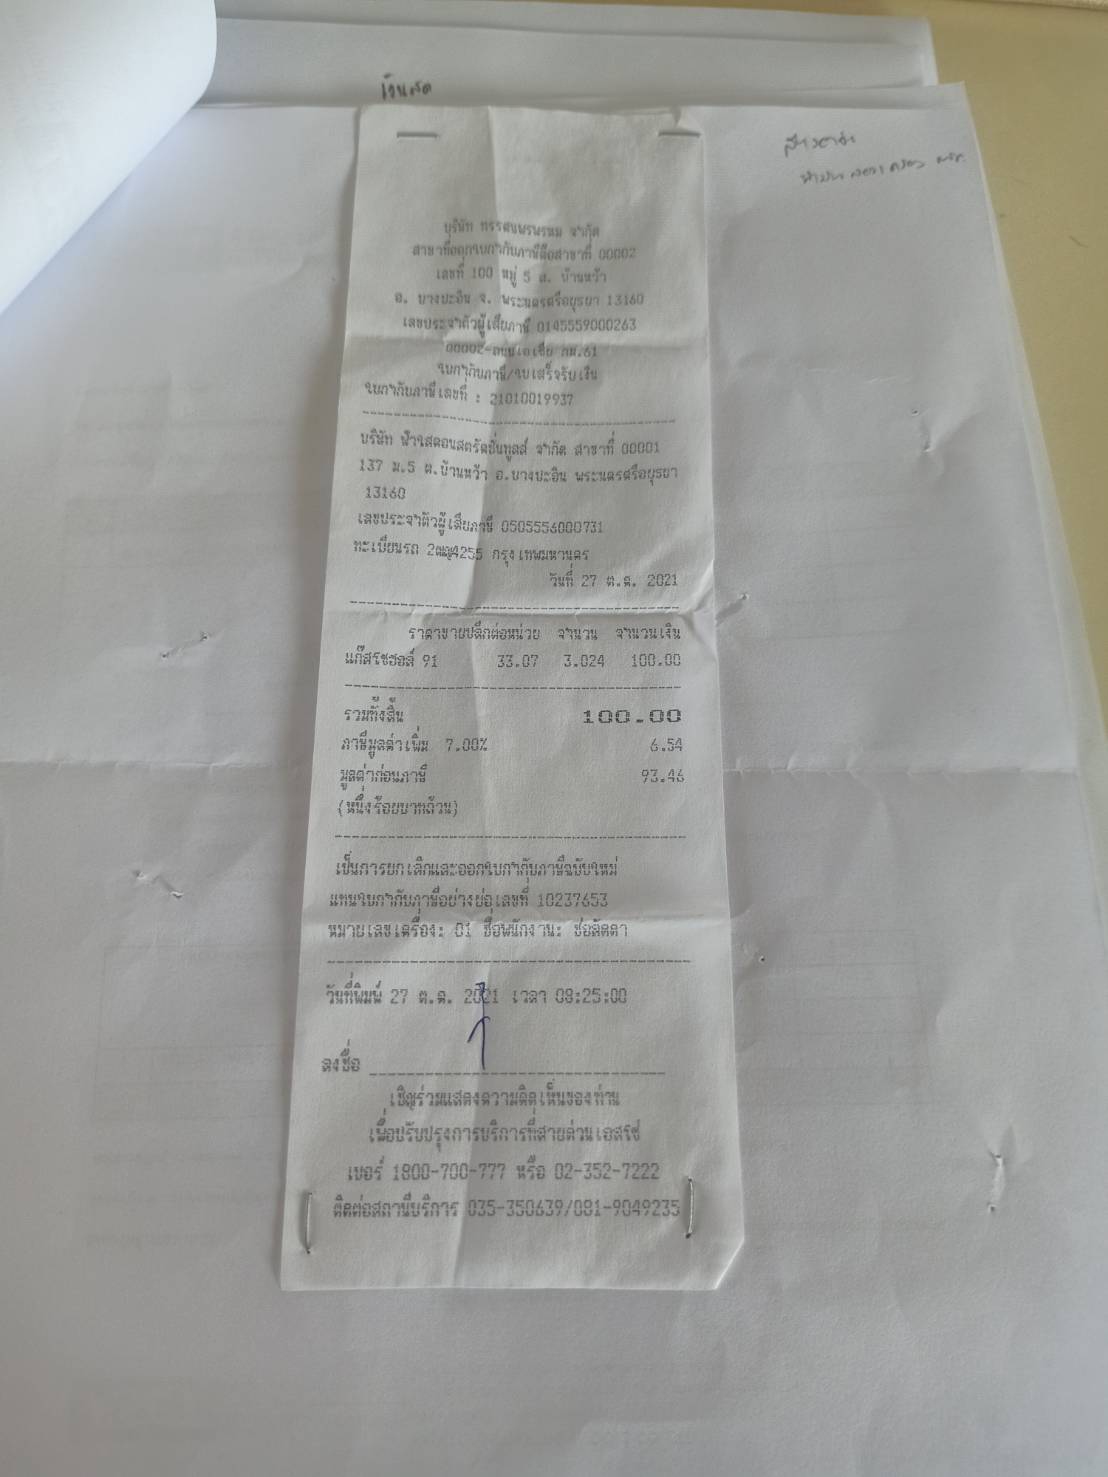 เงินสด
บริษัท พรรสนพรพรหม จำกัด
สาขาที่ออกใบกำกับภาษีคือสาขาที่ 00002
เลขที่ 100 หมู่ 5 ต. บ้านหว้า
อ. บางปะอิน จ. พระนครศรีอยุธยา 13160
เลขประจำตัวผู้เสียภาษี 0145559000263
00002-ถนนเอเซีย กม.61
ใบกำกับภาษี/ใบเสร็จรับเงิน
ใบกำกับภาษีเลขที่ : 21010019937
บริษัท ฟ้าใสคอนสตรัคชั่นทูลส์ จำกัด สาขาที่ 00001
137 ม.5 ต.บ้านหว้า อ.บางปะอิน พระนครศรีอยุธยา
13160
เลขประจำตัวผู้เสียภาษี 0505556000731
ทะเบียนรถ 2ฒฌ4255 กรุงเทพมหานคร
วันที่ 27 ต.ค. 2021
ราคาขายปลีกต่อหน่วย จำนวน จำนวนเงิน
แก๊สโซฮอล์ 91 33.07 3.024 100.00
รวมทั้งสิ้น 100.00
ภาษีมูลค่าเพิ่ม 7.00% 6.54
มูลค่าก่อนภาษี 93.46
(หนึ่งร้อยบาทถ้วน)
เป็นการยกเลิกและออกใบกำกับภาษีฉบับใหม่
แทนใบกำกับภาษีอย่างย่อเลขที่ 10237653
หมายเลขเครื่อง: 01 ชื่อพนักงาน: ช่อลัดดา
วันที่พิมพ์ 27 ต.ค. 2021 เวลา 08:25:00
ลงชื่อ
เชิญร่วมแสดงความคิดเห็นของท่าน
เพื่อปรับปรุงการบริการที่สายด่วนเอสโซ่
เบอร์ 1800-700-777 หรือ 02-352-7222
ติดต่อสถานีบริการ 035-350639/081-9049235